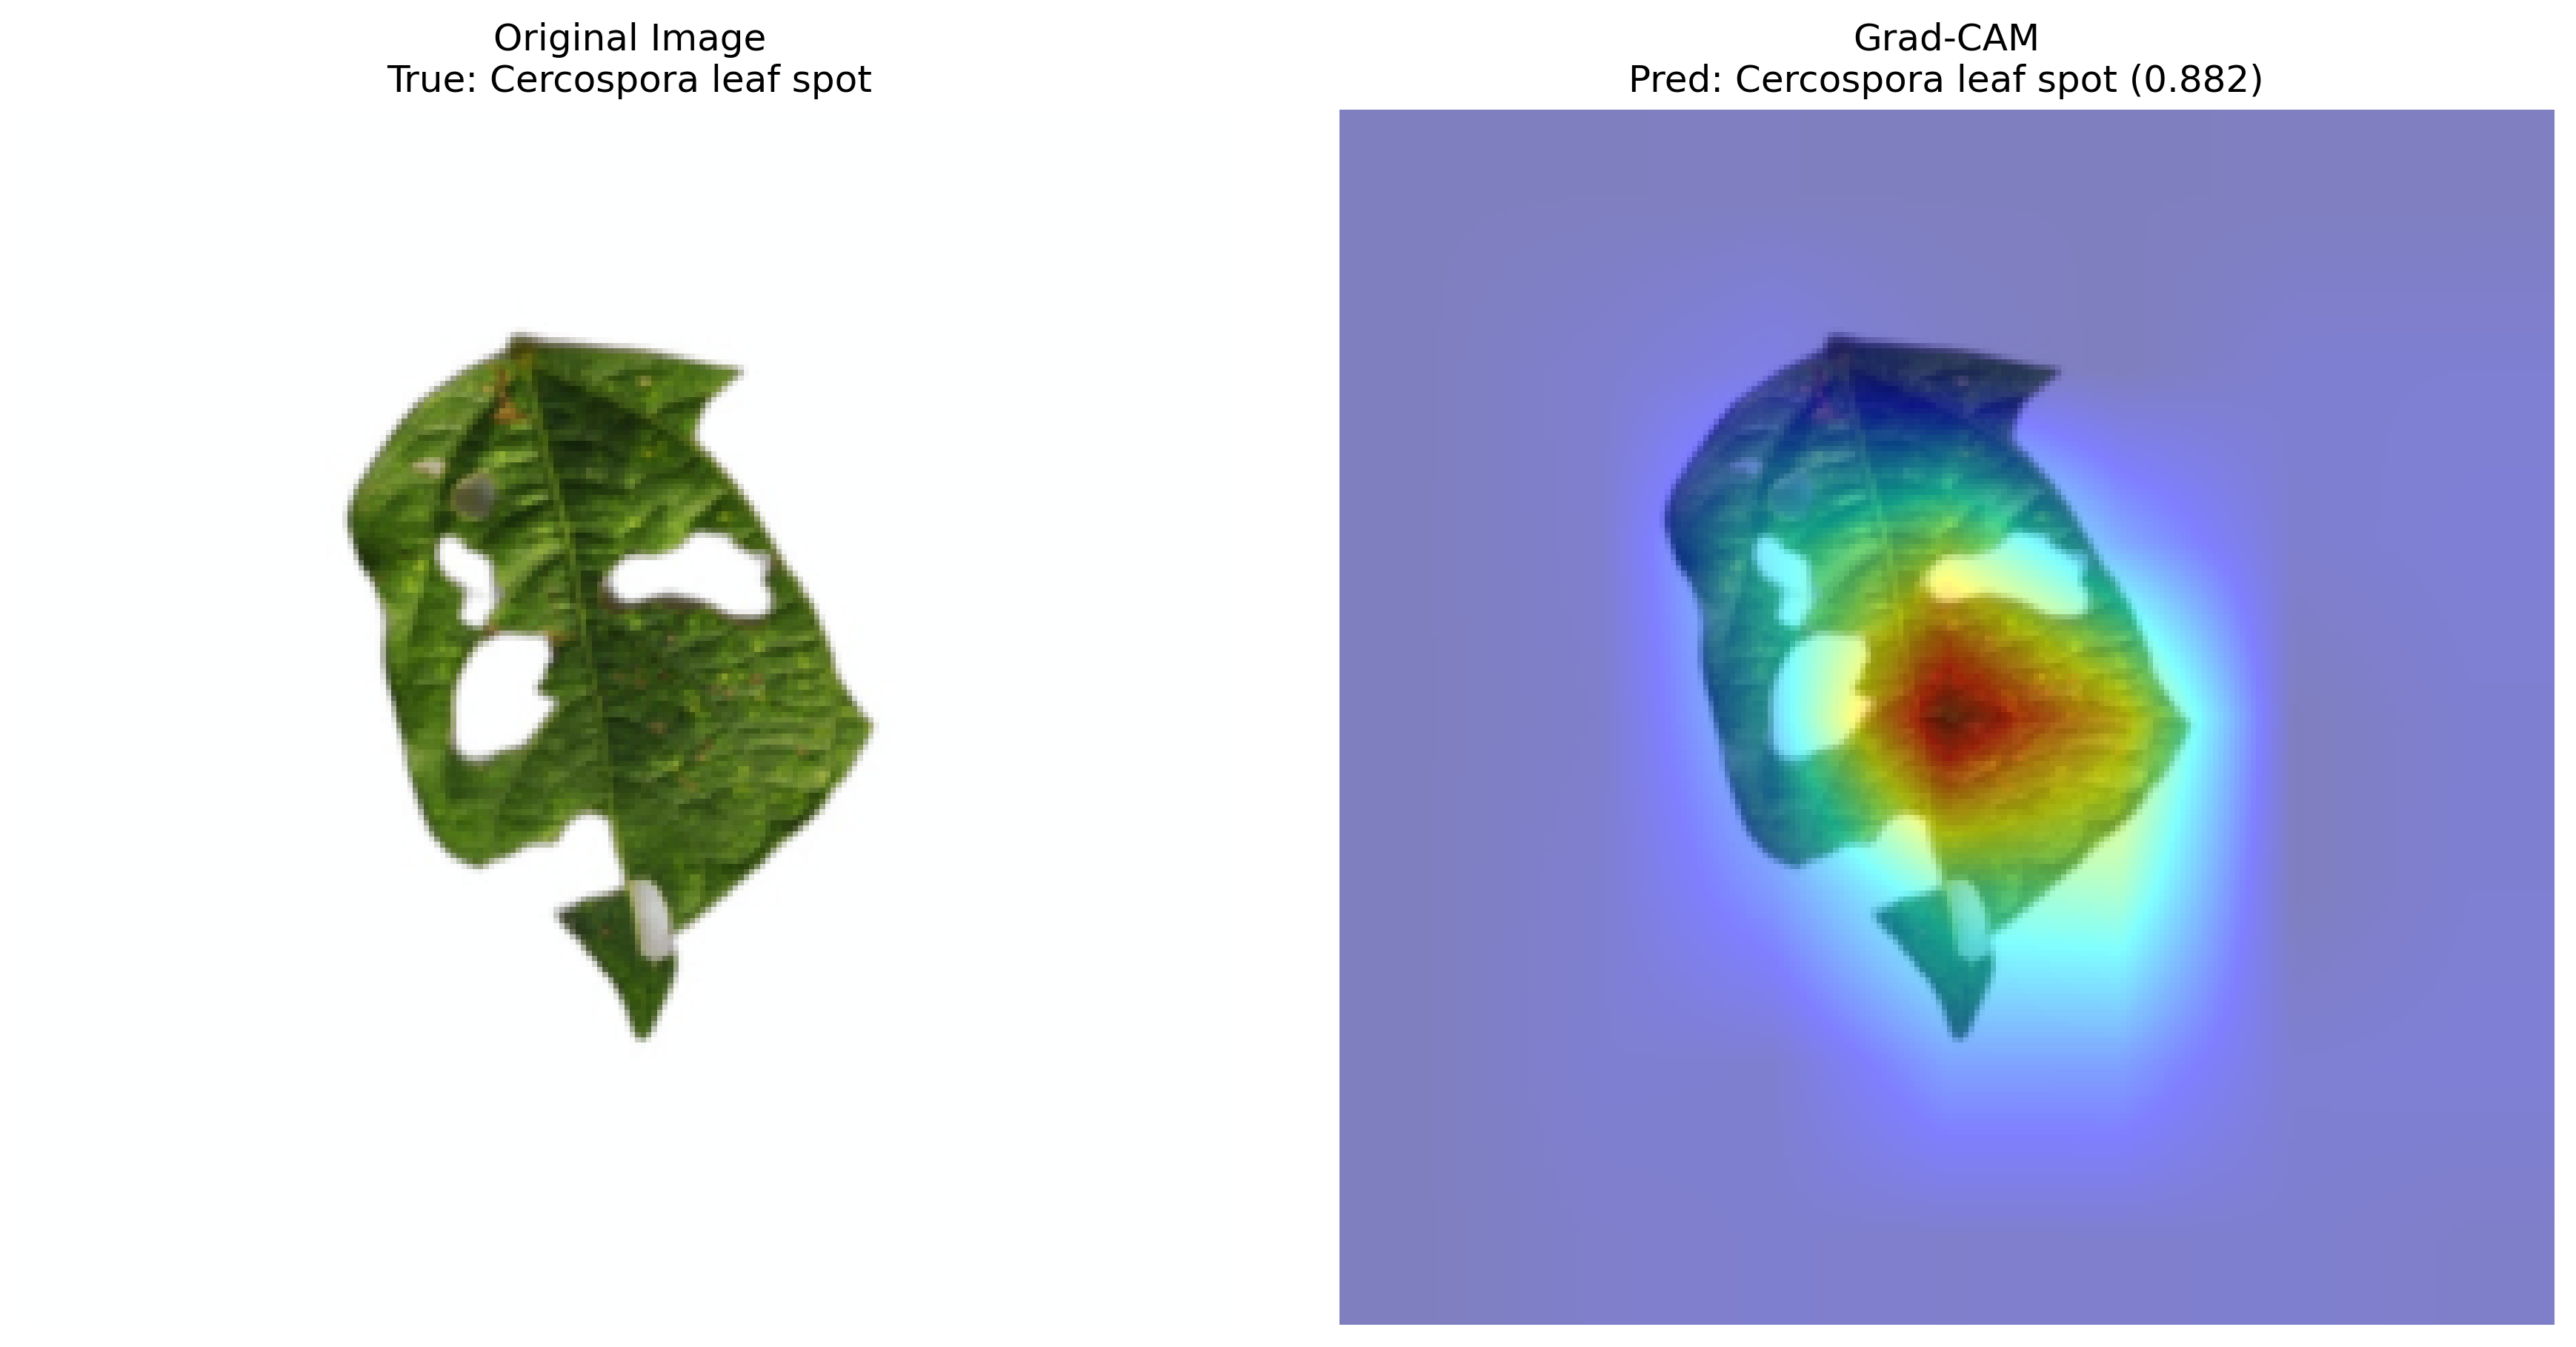 Original Image
True: Cercospora leaf spot
Grad-CAM
Pred: Cercospora leaf spot (0.882)